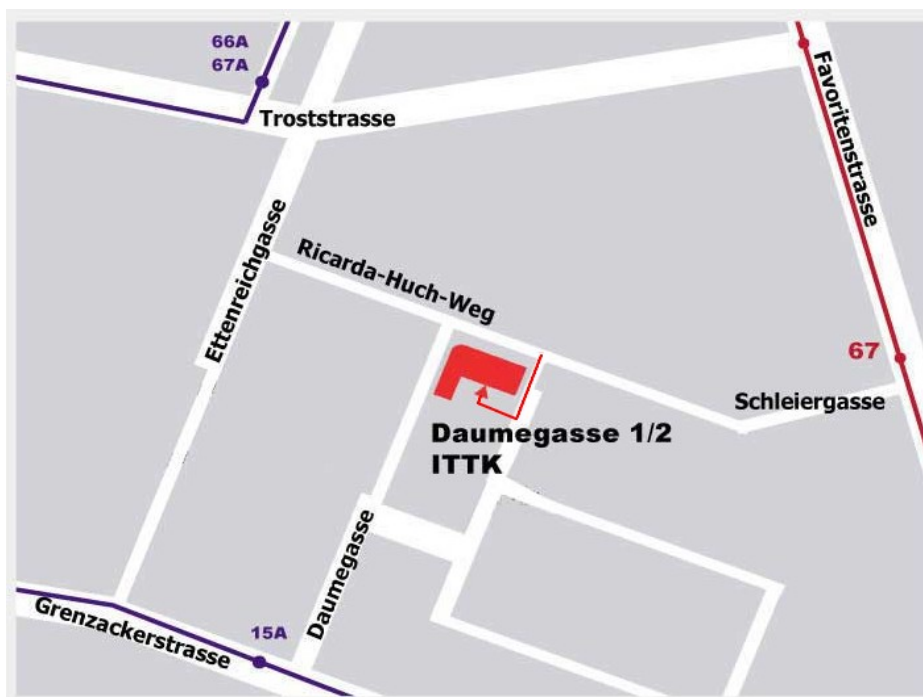 66A
67A
Troststrasse
Favoritenstrasse
Ettenreichgasse
Ricarda-Huch-Weg
67
Schleiergasse
Daumegasse 1/2
ITTK
Daumegasse
Grenzackerstrasse
15A